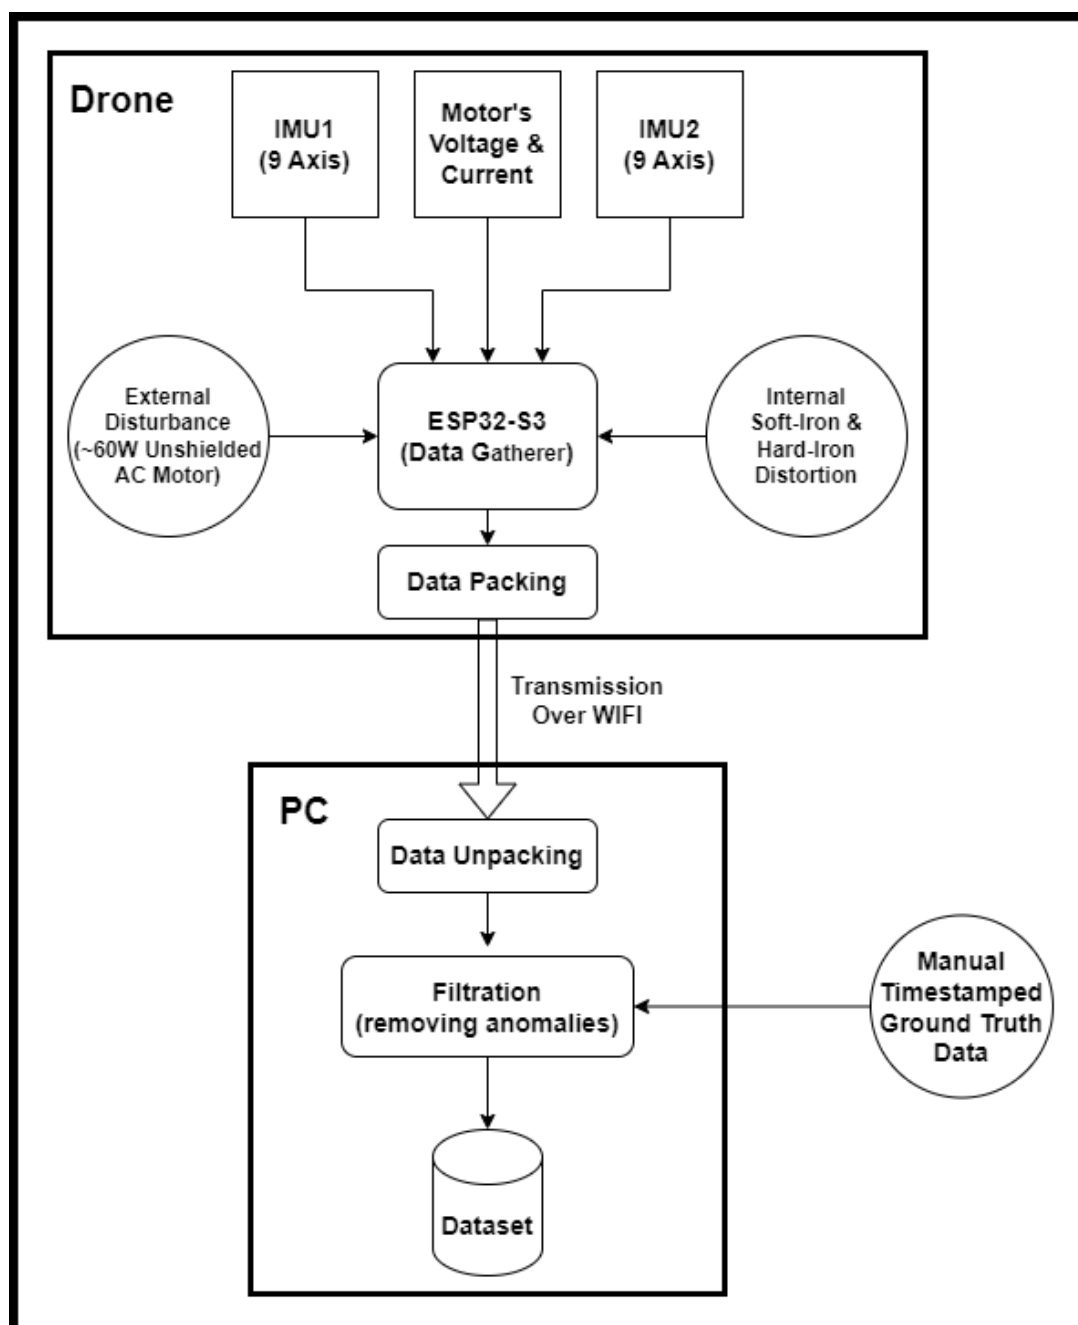 Drone
IMU1
(9 Axis)
Motor's
Voltage &
Current
IMU2
(9 Axis)
External
Disturbance
(~60W Unshielded
AC Motor)
ESP32-S3
(Data Gatherer)
Internal
Soft-Iron &
Hard-Iron
Distortion
Data Packing
Transmission
Over WIFI
PC
Data Unpacking
Filtration
(removing anomalies)
Manual
Timestamped
Ground Truth
Data
Dataset